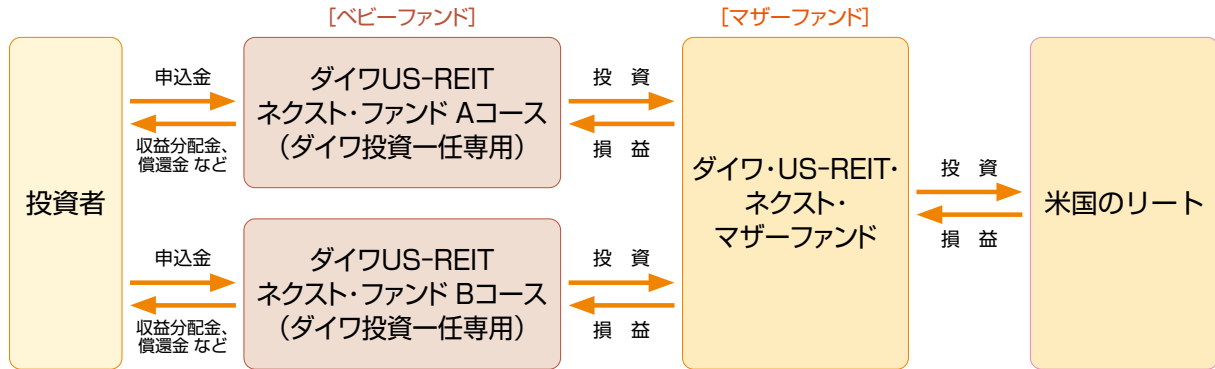 [ベビーファンド]
[マザーファンド]
投資者
申込金
収益分配金、
償還金 など
ダイワUS-REIT
ネクスト・ファンド Aコース
（ダイワ投資一任専用）
投 資
損 益
申込金
収益分配金、
償還金 など
ダイワUS-REIT
ネクスト・ファンド Bコース
（ダイワ投資一任専用）
投 資
損 益
ダイワ・US-REIT・
ネクスト・
マザーファンド
投 資
損 益
米国のリート